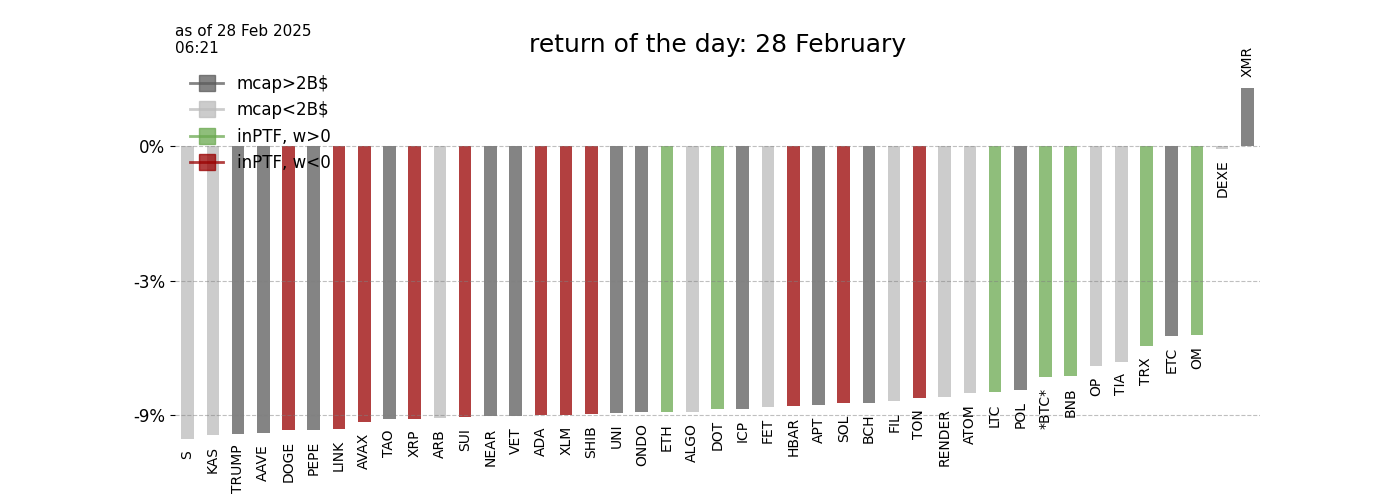 as of 28 Feb 2025
06:21
return of the day: 28 February
mcap>2B$
mcap<2B$
inPTF, w>0
inPTF, w<0
0%
-3%
-9%
S
KAS
TRUMP
AAVE
DOGE
PEPE
LINK
AVAX
TAO
XRP
ARB
SUI
NEAR
VET
ADA
XLM
SHIB
UNI
ONDO
ETH
ALGO
DOT
ICP
FET
HBAR
APT
SOL
BCH
FIL
TON
RENDER
ATOM
LTC
POL
*BTC*
BNB
OP
TIA
TRX
ETC
OM
DEXE
XMR